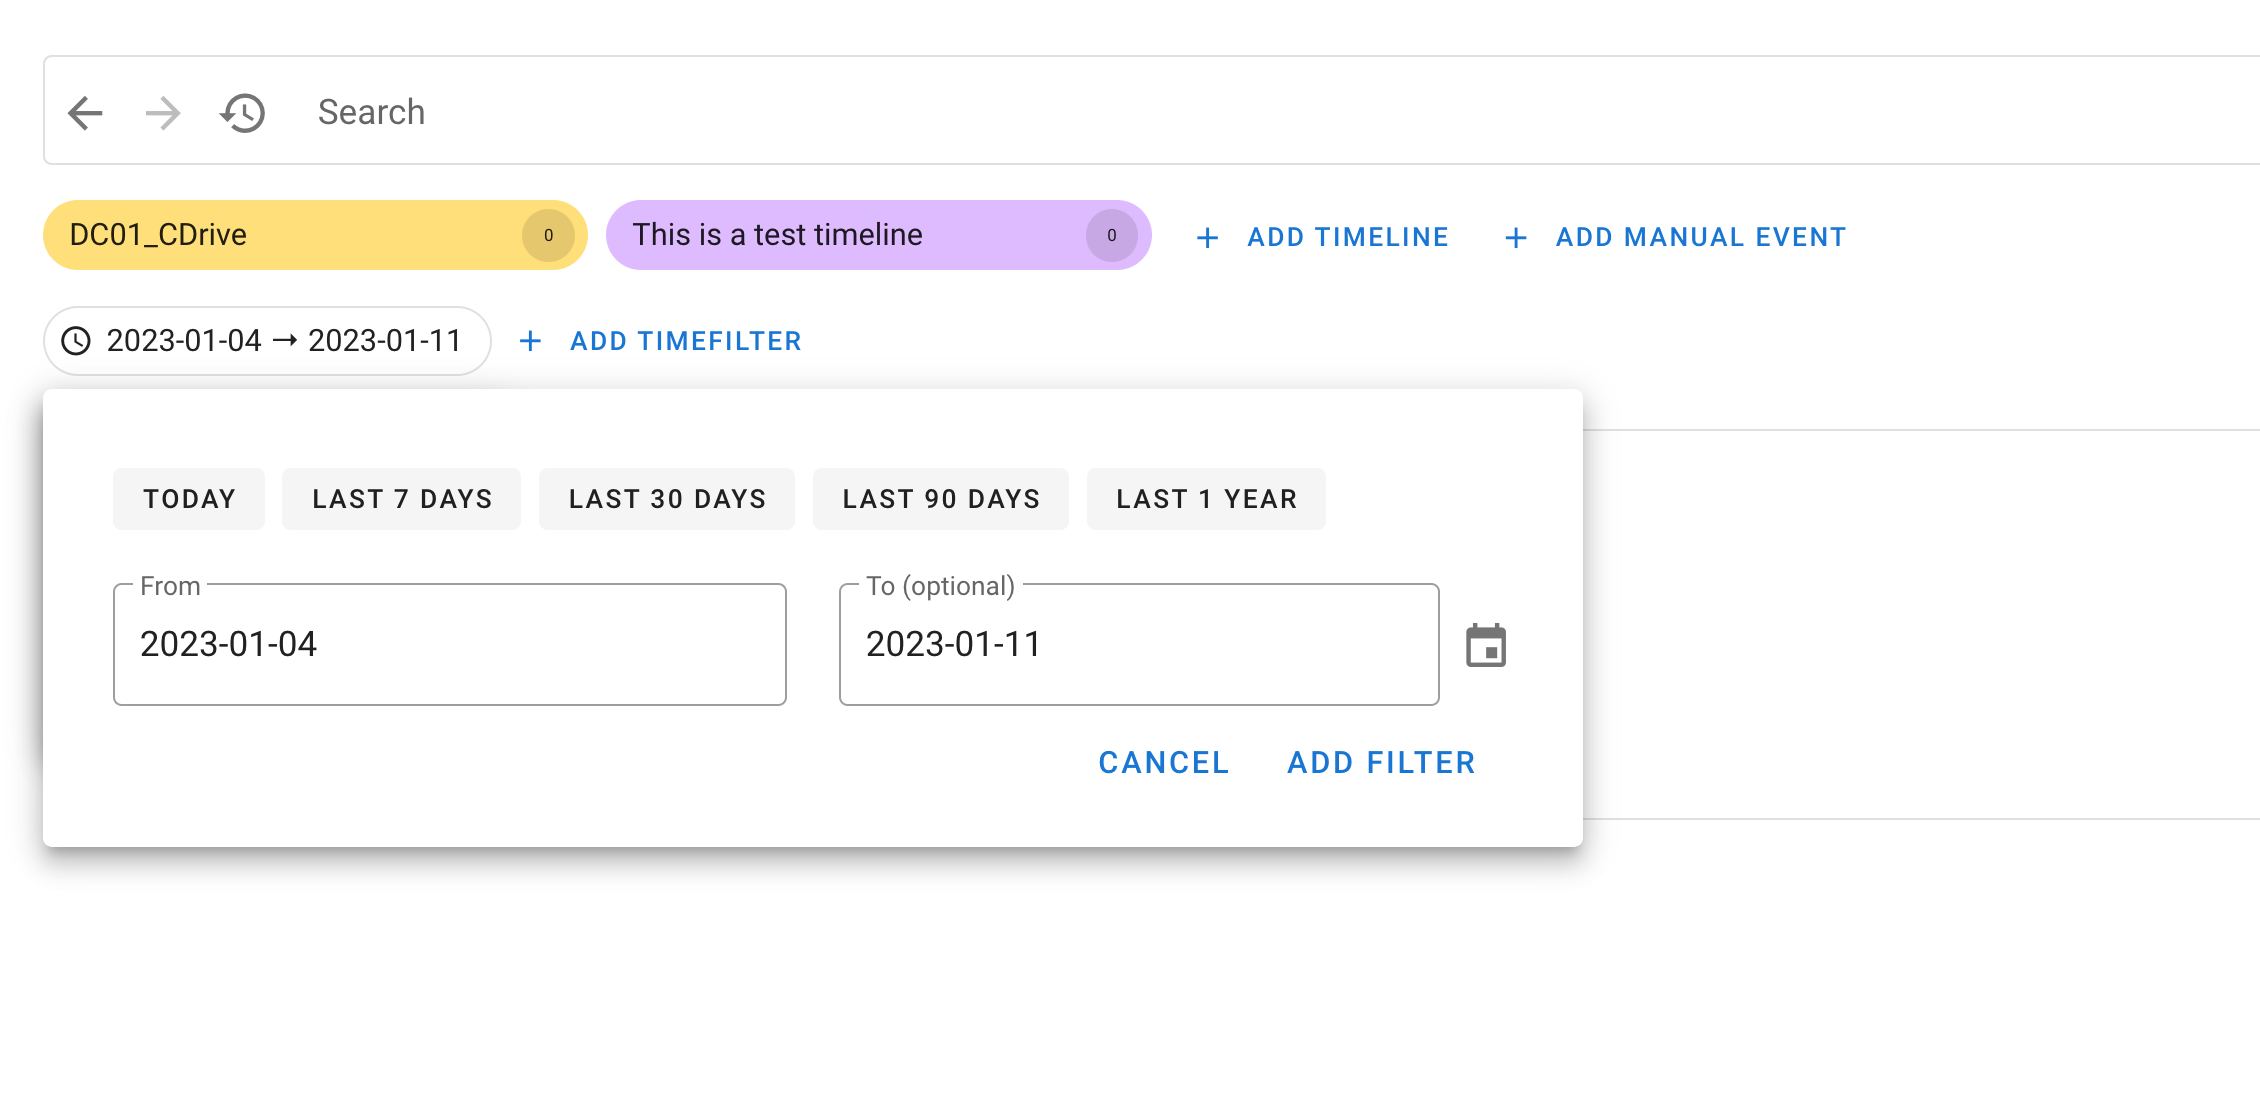 Search
DC01_CDrive 0 This is a test timeline 0 + ADD TIMELINE + ADD MANUAL EVENT
2023-01-04 → 2023-01-11 + ADD TIMEFILTER
TODAY LAST 7 DAYS LAST 30 DAYS LAST 90 DAYS LAST 1 YEAR
From To (optional)
2023-01-04 2023-01-11
CANCEL ADD FILTER